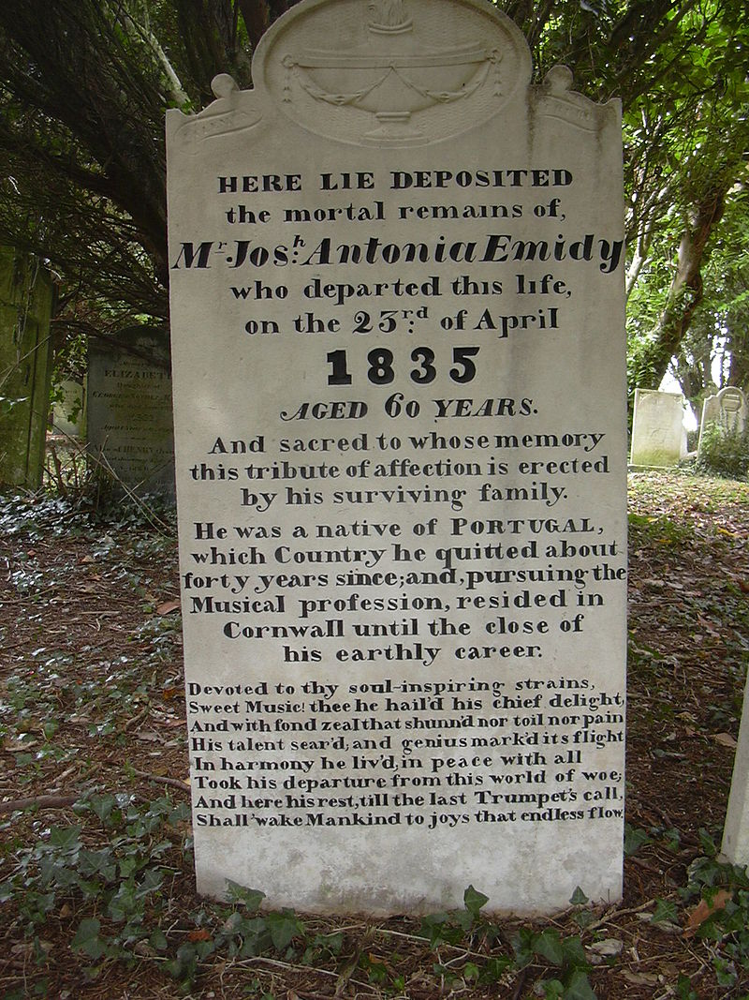 HERE LIE DEPOSITED
the mortal remains of,
Mr. Josh. Antonia Emidy
who departed this life,
on the 23rd. of April
1835
AGED 60 YEARS.
And sacred to whose memory
this tribute of affection is erected
by his surviving family.
He was a native of PORTUGAL,
which Country he quitted about
forty years since; and, pursuing the
Musical profession, resided in
Cornwall until the close of
his earthly career.
Devoted to thy soul-inspiring strains,
Sweet Music! thee he hail'd his chief delight,
And with fond zeal that shunn'd nor toil nor pain
His talent sear'd, and genius mark'd its flight
In harmony he liv'd, in peace with all
Took his departure from this world of woe,
And here his rest, till the last Trumpet's call,
Shall 'wake Mankind to joys that endless flow.
ELIZABETH
Daughter of